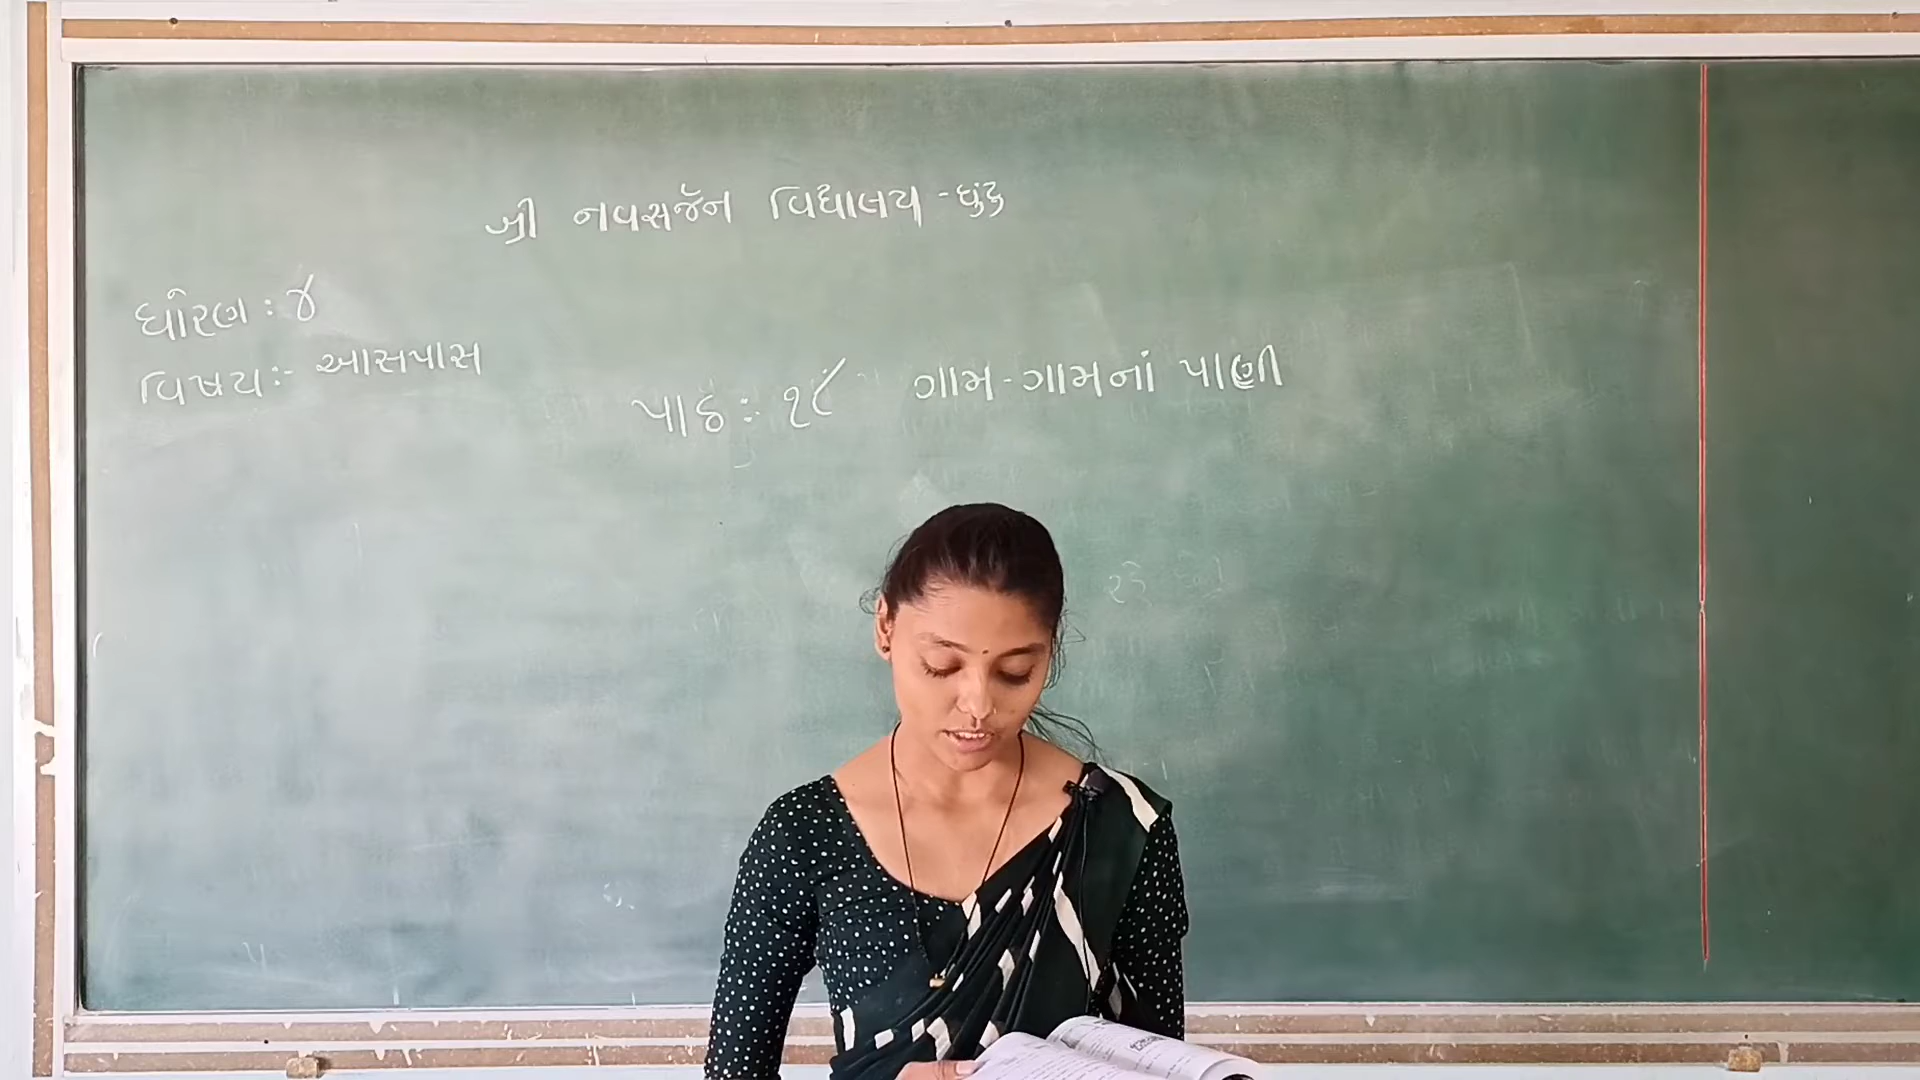 શ્રી નવસર્જન વિદ્યાલય - ઘુંટુ
ધોરણ : ૪
વિષય :- આસપાસ
પાઠ :- ૧૮ ગામ - ગામનાં પાણી